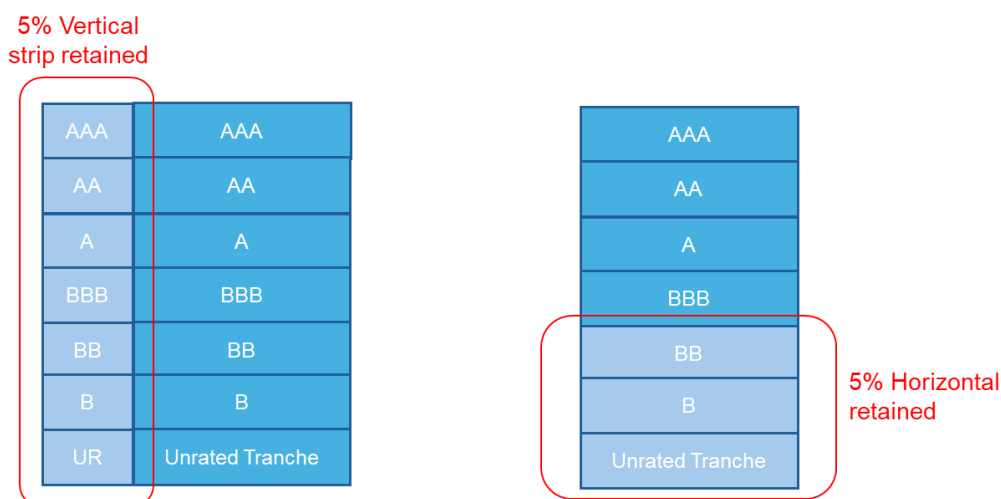 5% Vertical
strip retained
AAA AAA
AA AA
A A
BBB BBB
BB BB
B B
UR Unrated Tranche
AAA
AA
A
BBB
BB
B
Unrated Tranche
5% Horizontal
retained